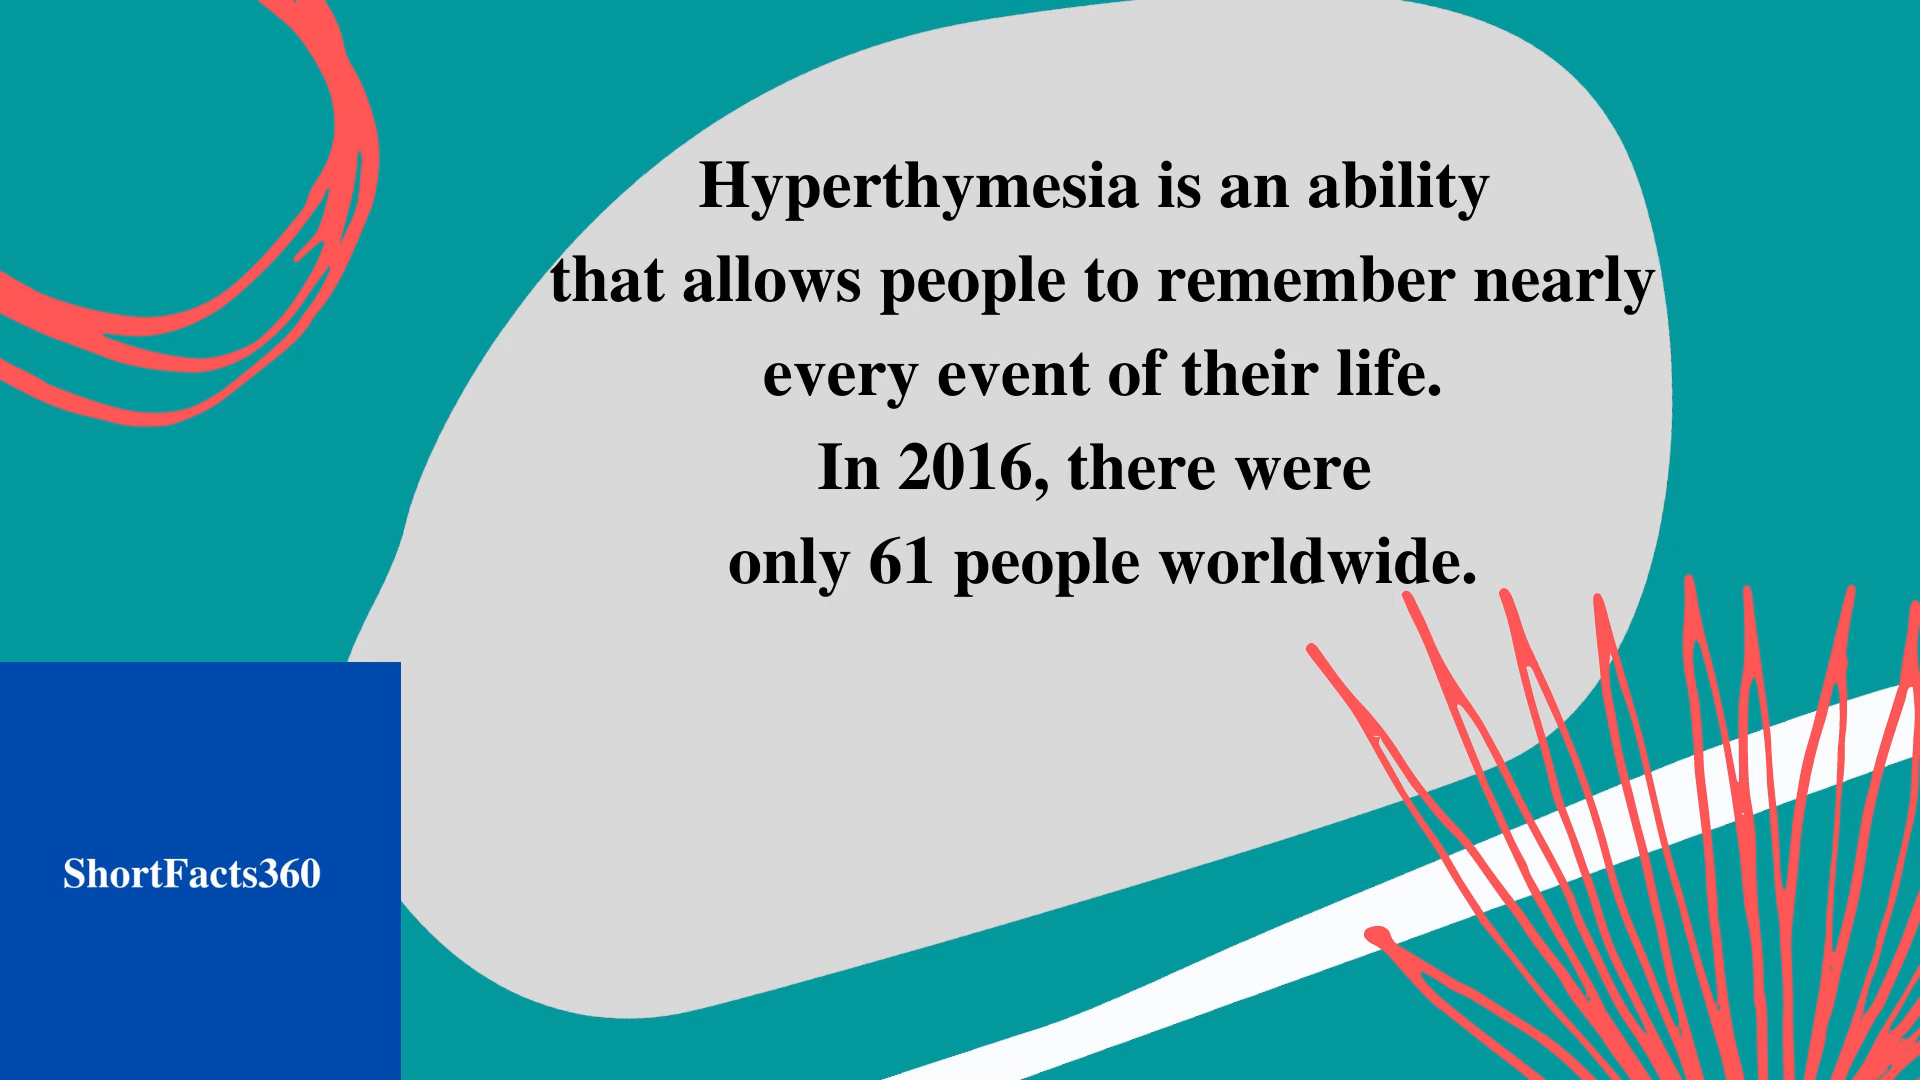 Hyperthymesia is an ability
that allows people to remember nearly
every event of their life.
In 2016, there were
only 61 people worldwide.
ShortFacts360